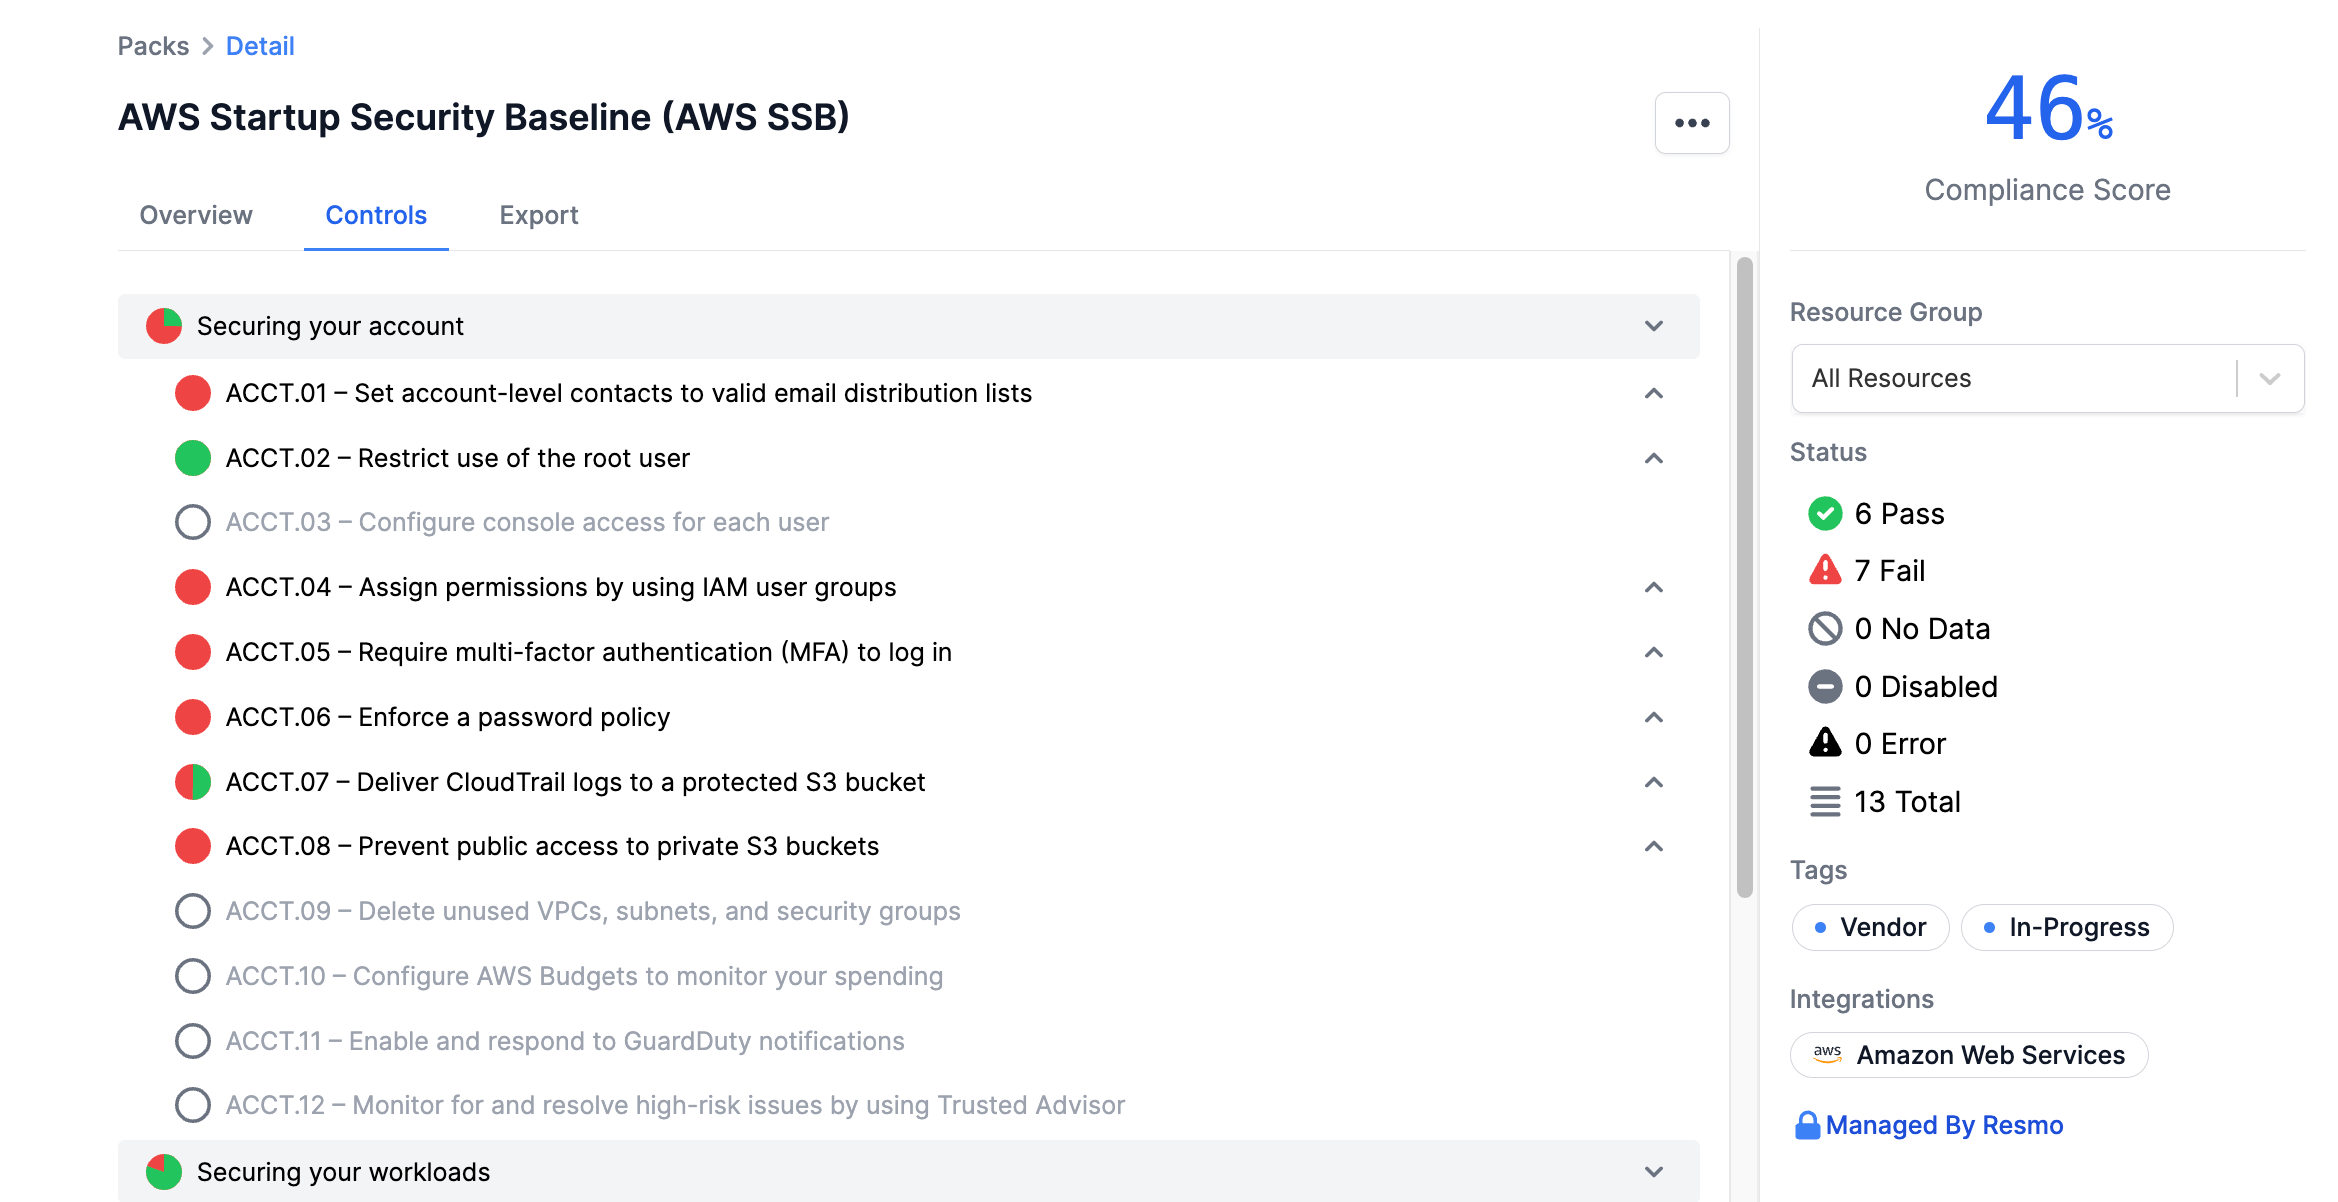 Packs > Detail
AWS Startup Security Baseline (AWS SSB)
Overview Controls Export
Securing your account
ACCT.01 – Set account-level contacts to valid email distribution lists
ACCT.02 – Restrict use of the root user
ACCT.03 – Configure console access for each user
ACCT.04 – Assign permissions by using IAM user groups
ACCT.05 – Require multi-factor authentication (MFA) to log in
ACCT.06 – Enforce a password policy
ACCT.07 – Deliver CloudTrail logs to a protected S3 bucket
ACCT.08 – Prevent public access to private S3 buckets
ACCT.09 – Delete unused VPCs, subnets, and security groups
ACCT.10 – Configure AWS Budgets to monitor your spending
ACCT.11 – Enable and respond to GuardDuty notifications
ACCT.12 – Monitor for and resolve high-risk issues by using Trusted Advisor
Securing your workloads
46%
Compliance Score
Resource Group
All Resources
Status
6 Pass
7 Fail
0 No Data
0 Disabled
0 Error
13 Total
Tags
Vendor In-Progress
Integrations
aws Amazon Web Services
Managed By Resmo